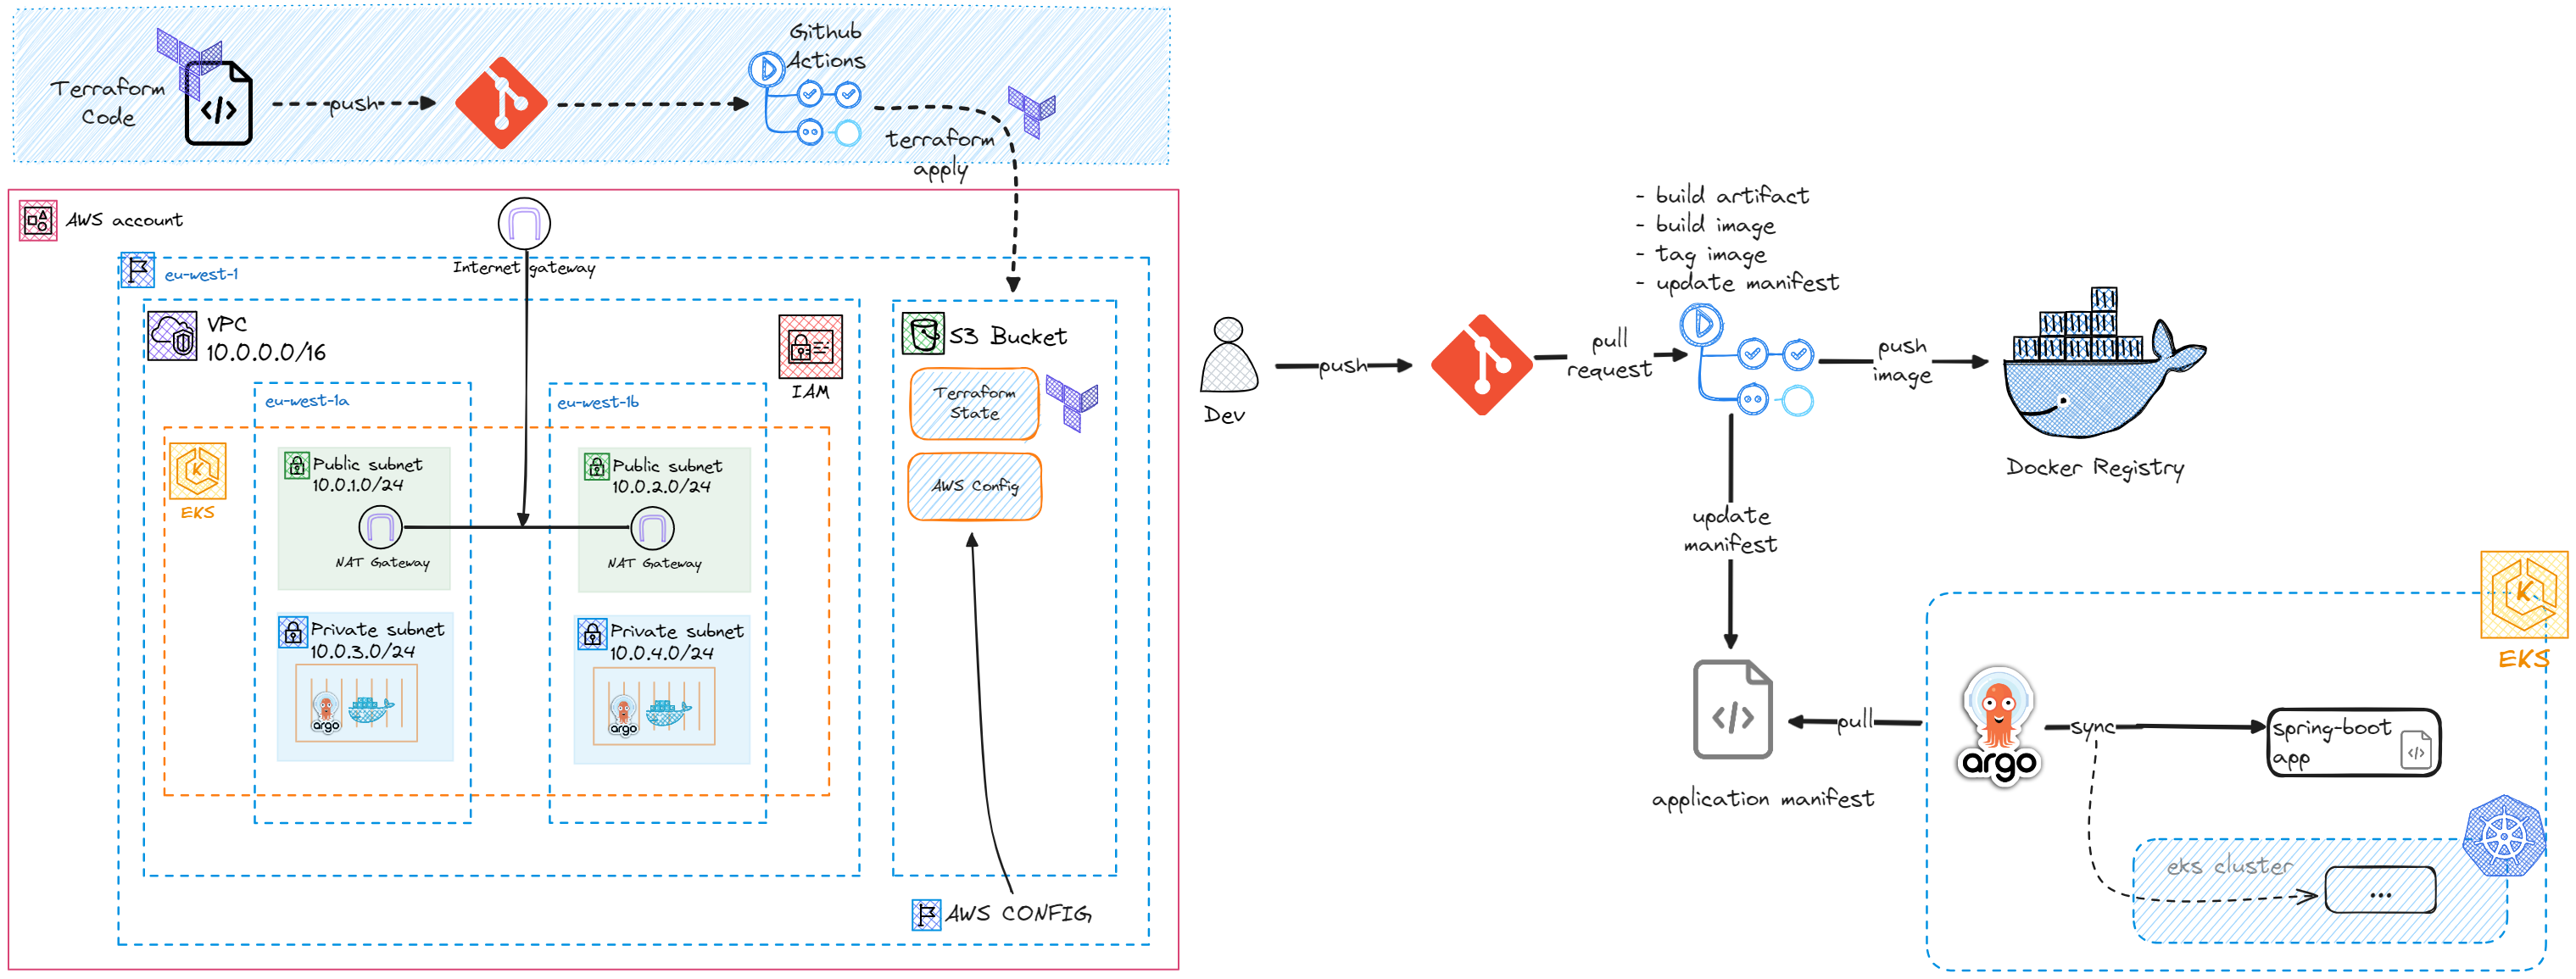 Terraform
Code
push
Github
Actions
terraform
apply
AWS account
Internet gateway
eu-west-1
VPC
10.0.0.0/16
IAM
S3 Bucket
Terraform
State
AWS Config
eu-west-1a
eu-west-1b
EKS
Public subnet
10.0.1.0/24
NAT Gateway
Public subnet
10.0.2.0/24
NAT Gateway
Private subnet
10.0.3.0/24
argo
Private subnet
10.0.4.0/24
argo
AWS CONFIG
Dev
push
pull
request
- build artifact
- build image
- tag image
- update manifest
push
image
Docker Registry
update
manifest
application manifest
pull
EKS
argo
sync
spring-boot
app
eks cluster
...